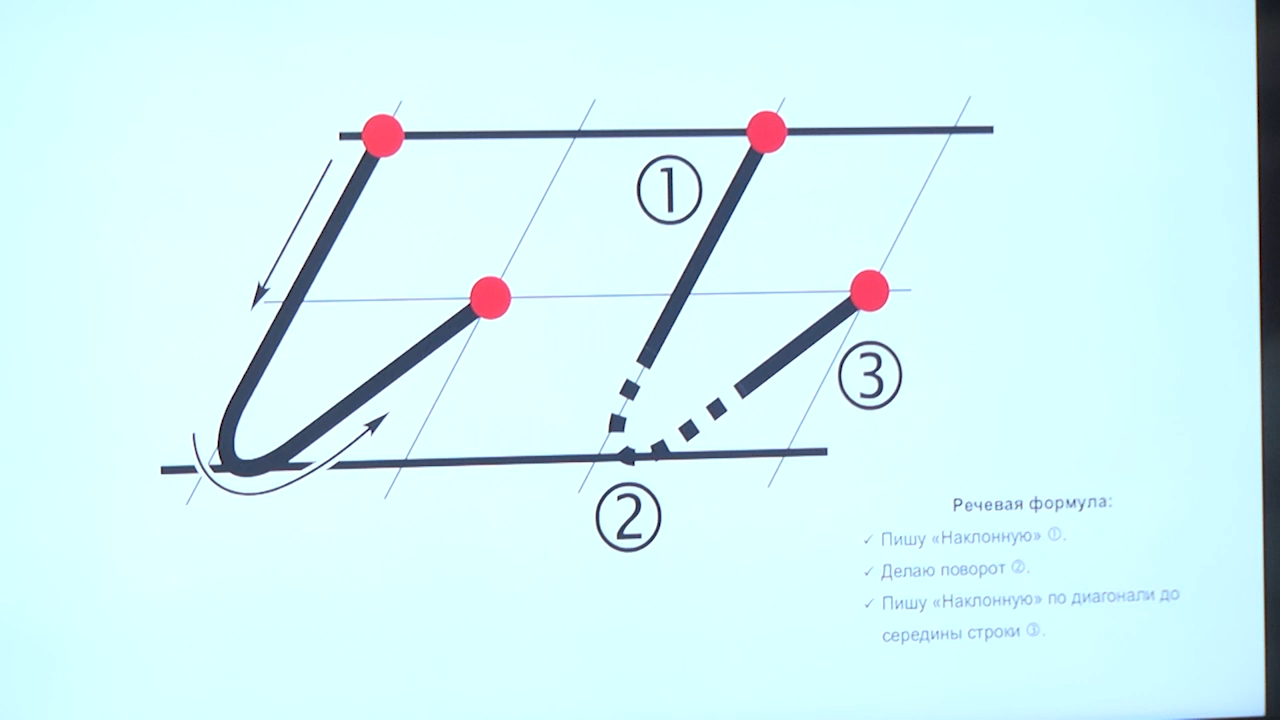 ①
③
②
Речевая формула:
✓ Пишу «Наклонную» ①.
✓ Делаю поворот ②.
✓ Пишу «Наклонную» по диагонали до
середины строки ③.